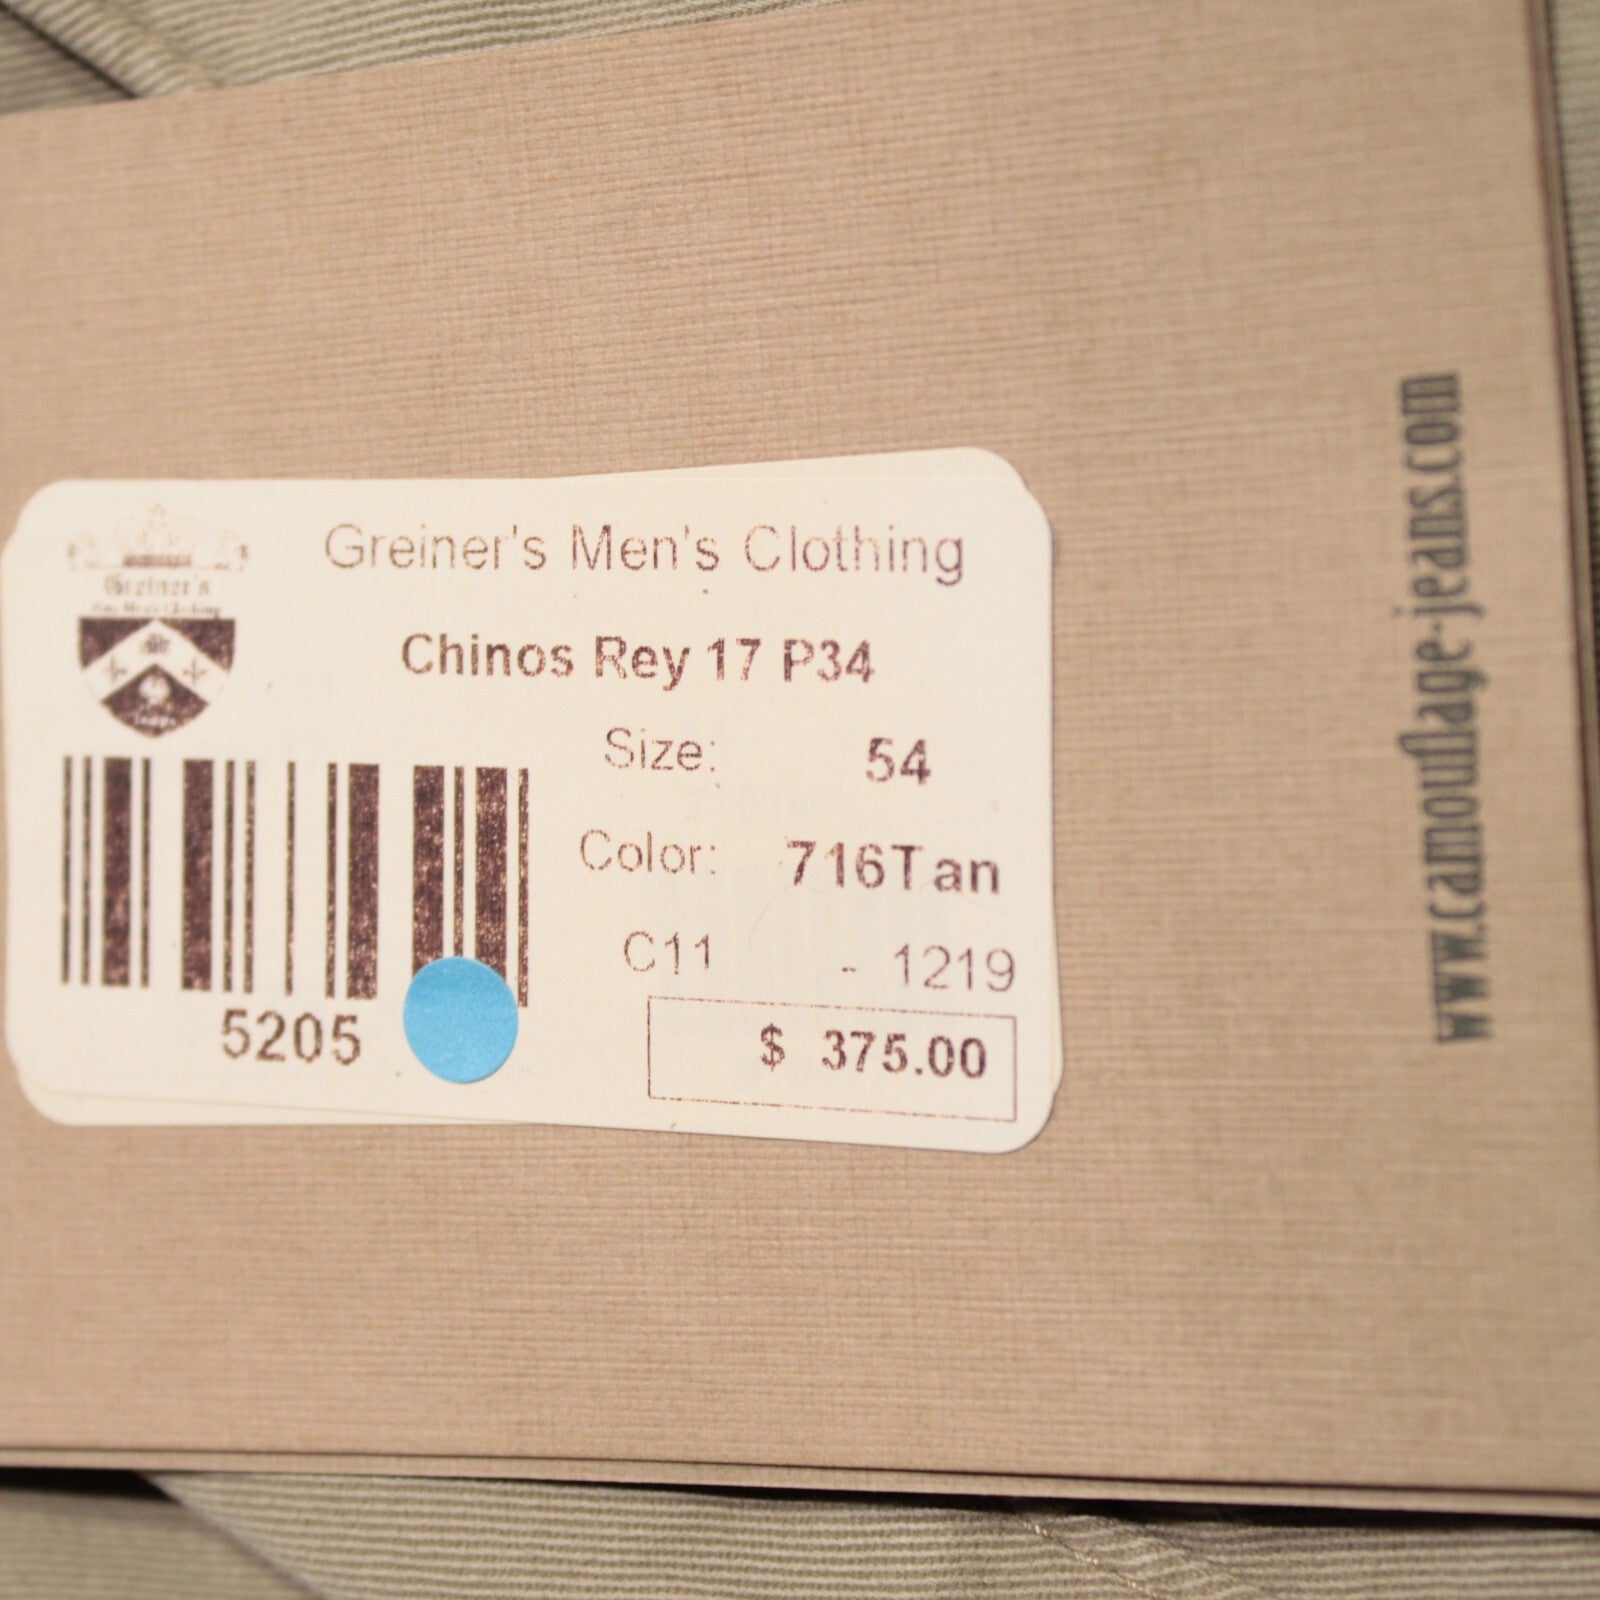 Greiner's Men's Clothing
Greiner's
Chinos Rey 17 P34
Size: 54
Color: 716Tan
C11 - 1219
5205
$ 375.00
www.camouflage-jeans.com